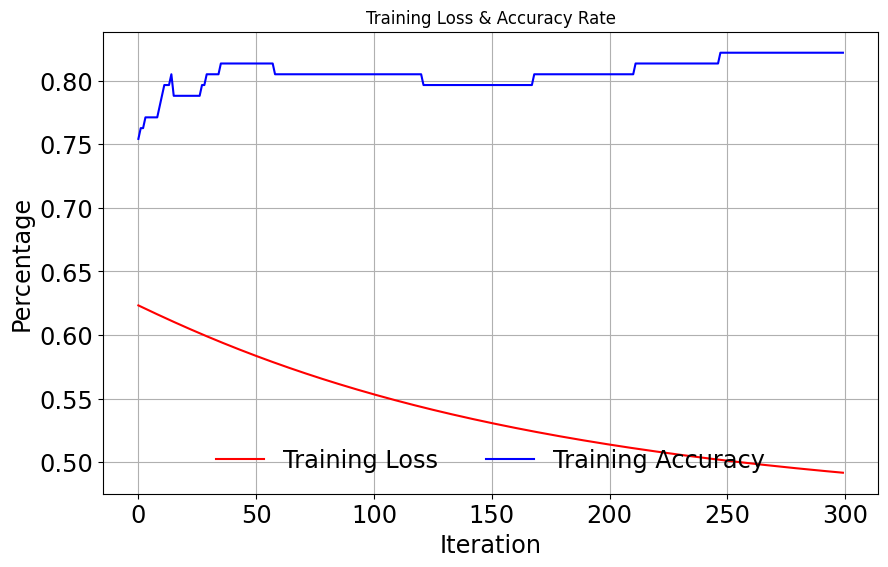 Training Loss & Accuracy Rate
Percentage
0.80
0.75
0.70
0.65
0.60
0.55
0.50
Training Loss
Training Accuracy
0 50 100 150 200 250 300
Iteration